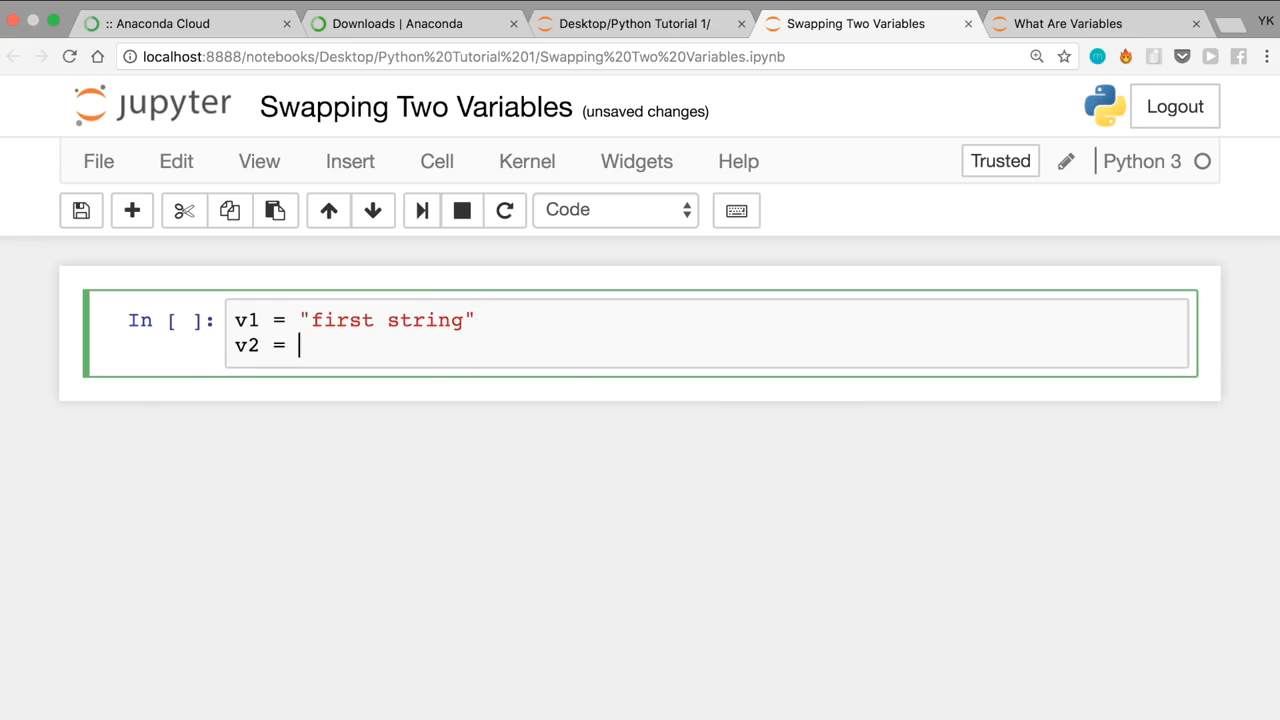 :: Anaconda Cloud
Downloads | Anaconda
Desktop/Python Tutorial 1/
Swapping Two Variables
What Are Variables
YK
localhost:8888/notebooks/Desktop/Python%20Tutorial%201/Swapping%20Two%20Variables.ipynb
jupyter Swapping Two Variables (unsaved changes)
Logout
File Edit View Insert Cell Kernel Widgets Help
Trusted
Python 3
Code
In [ ]: v1 = "first string"
v2 =